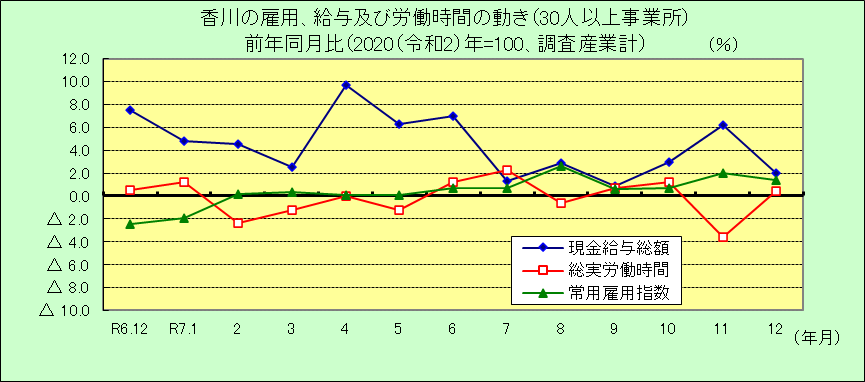 香川の雇用、給与及び労働時間の動き(30人以上事業所)
前年同月比(2020(令和2)年=100、調査産業計) (%)
12.0
10.0
8.0
6.0
4.0
2.0
0.0
△ 2.0
△ 4.0
△ 6.0
△ 8.0
△ 10.0
現金給与総額
総実労働時間
常用雇用指数
R6.12 R7.1 2 3 4 5 6 7 8 9 10 11 12
(年月)